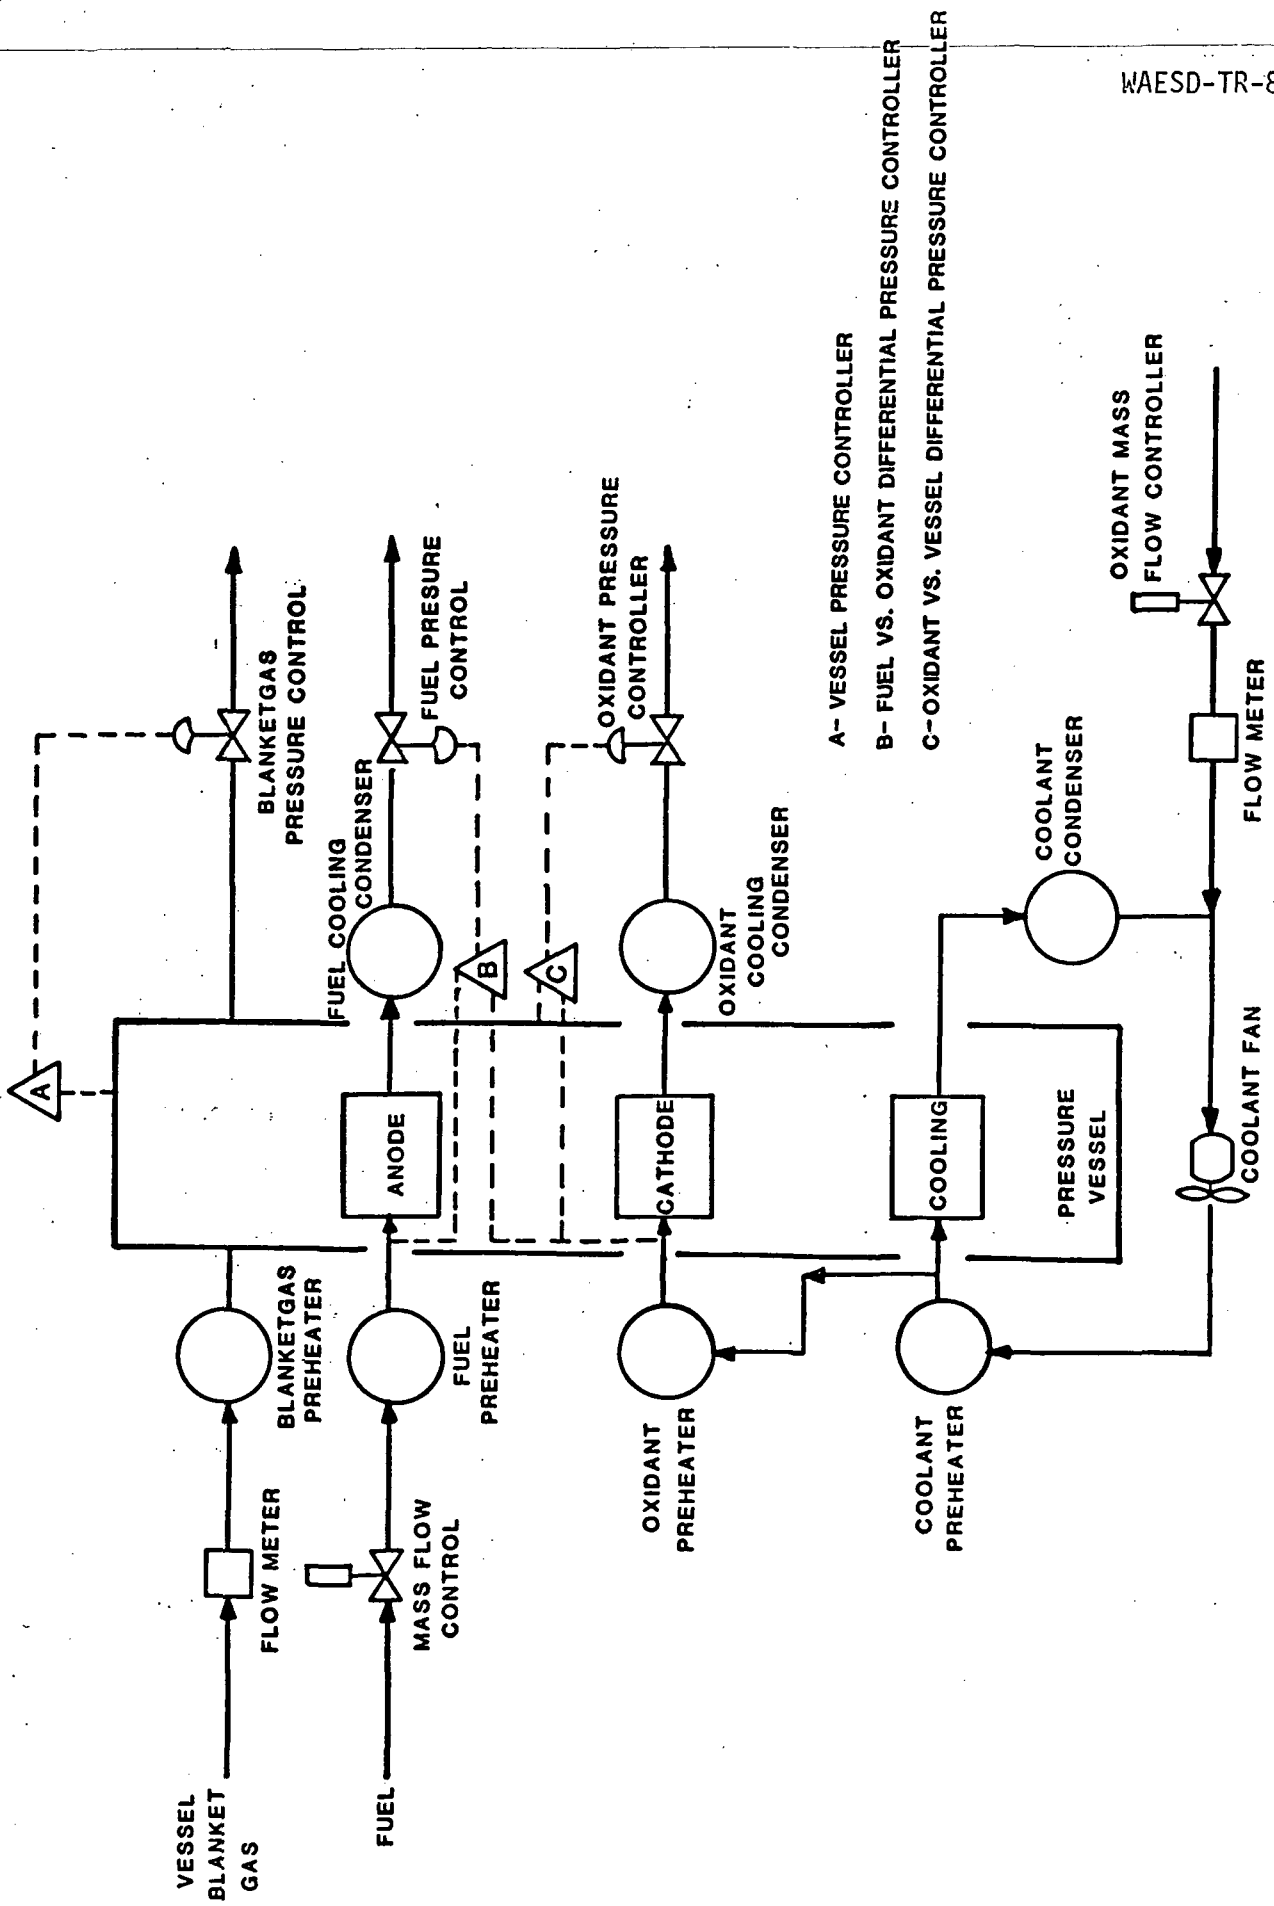 WAESD-TR-8
VESSEL
BLANKET
GAS
FLOW METER
BLANKETGAS
PREHEATER
A
BLANKETGAS
PRESSURE CONTROL
FUEL
MASS FLOW
CONTROL
FUEL
PREHEATER
ANODE
FUEL COOLING
CONDENSER
FUEL PRESSURE
CONTROL
B
C
OXIDANT
PREHEATER
CATHODE
OXIDANT
COOLING
CONDENSER
OXIDANT PRESSURE
CONTROLLER
COOLANT
PREHEATER
COOLING
PRESSURE
VESSEL
COOLANT
CONDENSER
COOLANT FAN
FLOW METER
OXIDANT MASS
FLOW CONTROLLER
A- VESSEL PRESSURE CONTROLLER
B- FUEL VS. OXIDANT DIFFERENTIAL PRESSURE CONTROLLER
C-OXIDANT VS. VESSEL DIFFERENTIAL PRESSURE CONTROLLER